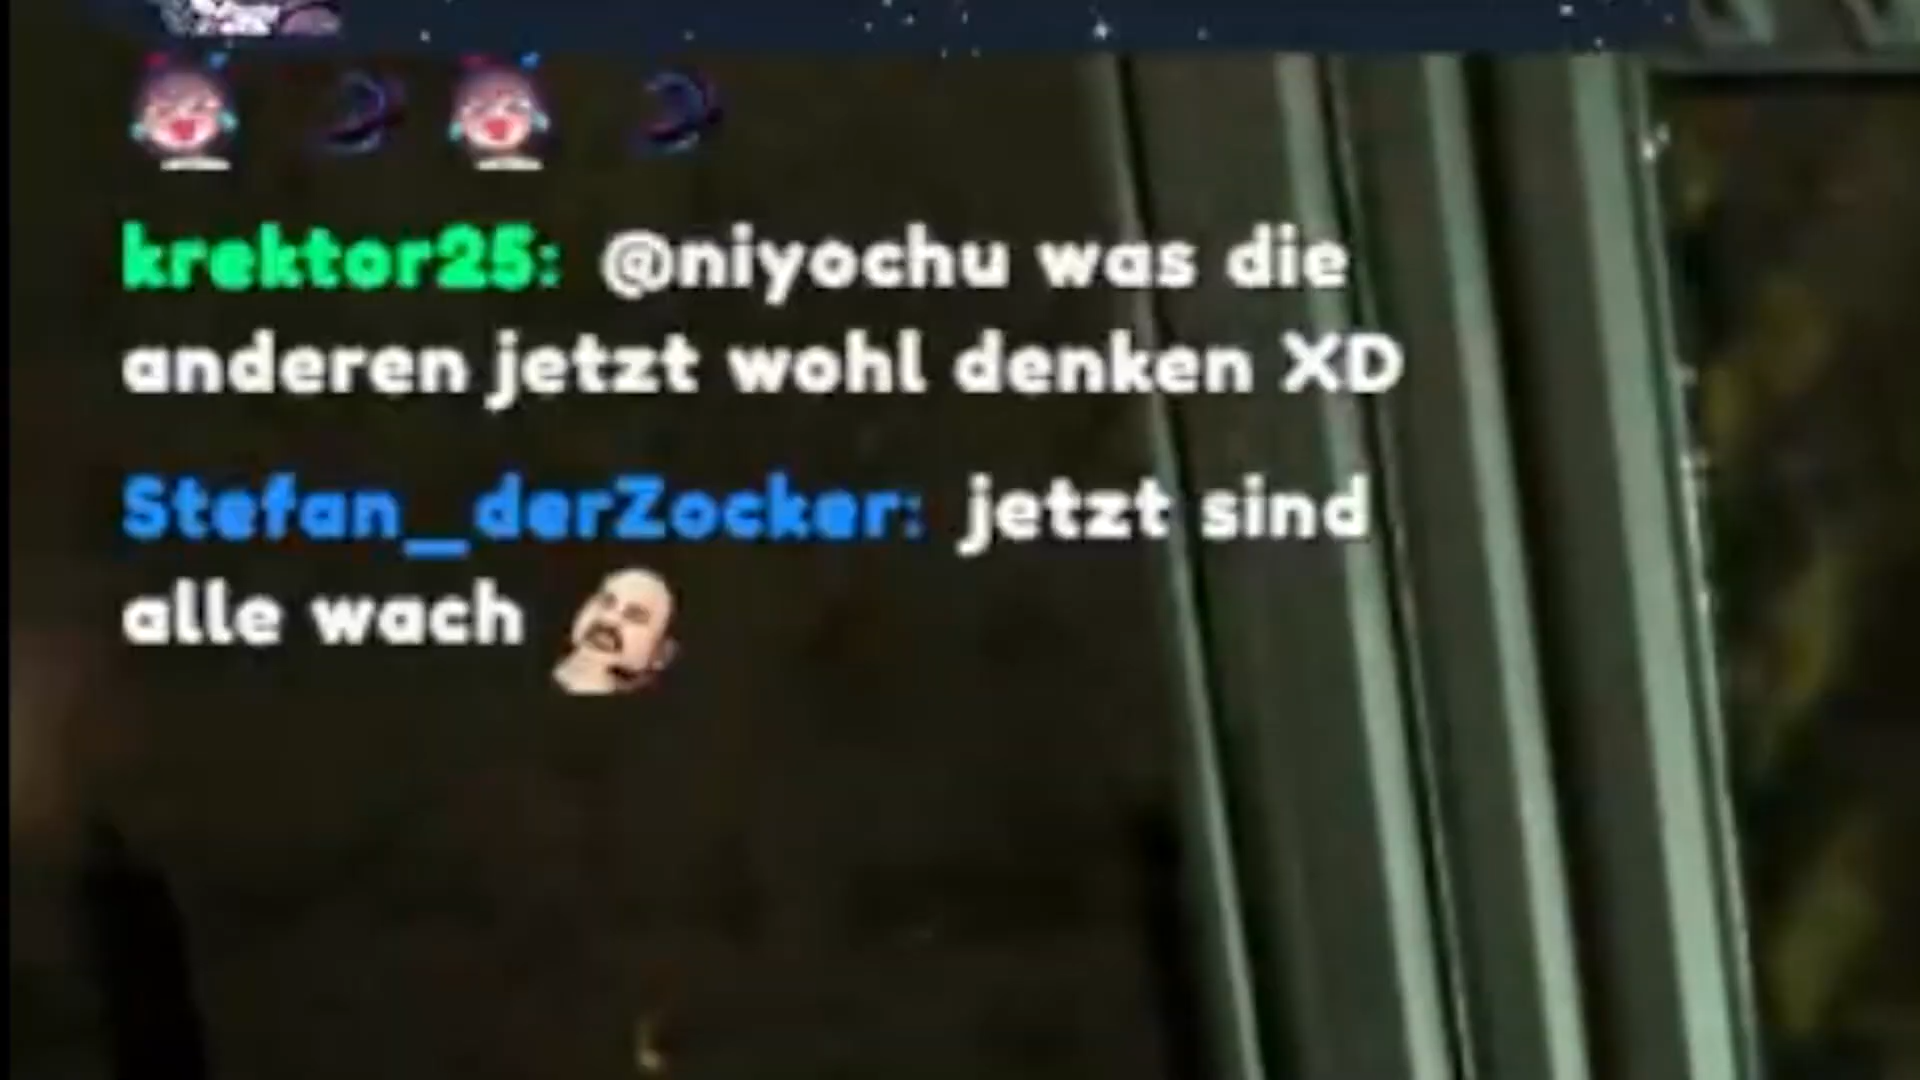 krektor25: @niyochu was die
anderen jetzt wohl denken XD
Stefan_derZocker: jetzt sind
alle wach